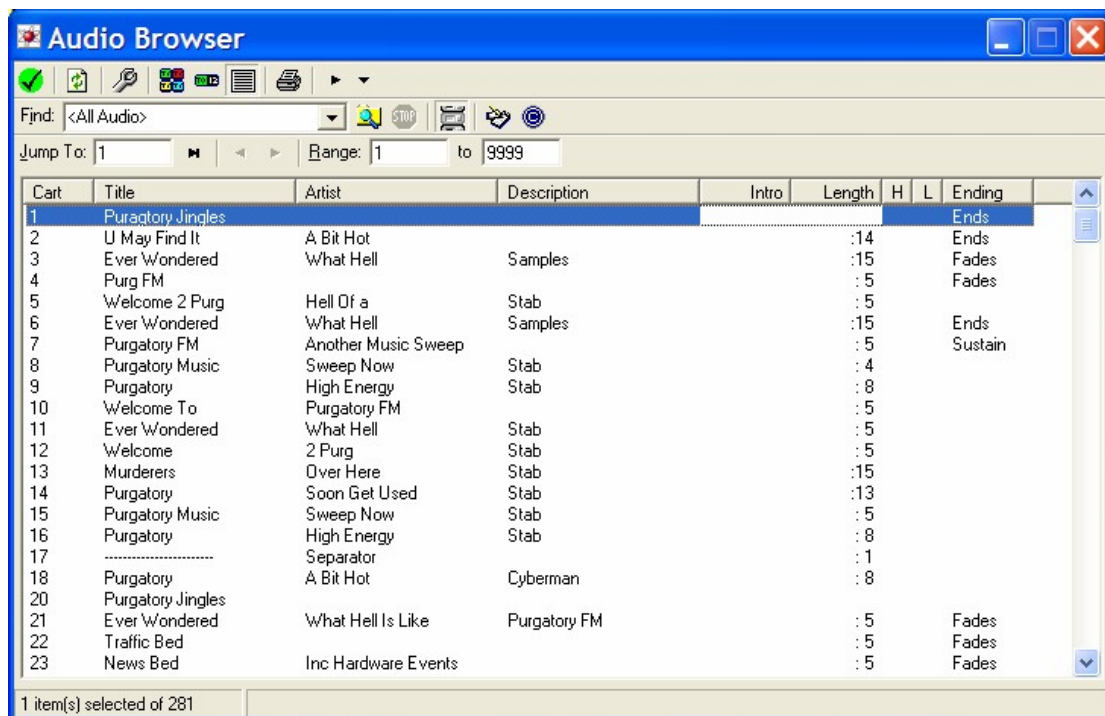 Audio Browser
Find: <All Audio> STOP
Jump To: 1 Range: 1 to 9999
Cart Title Artist Description Intro Length H L Ending
1 Puragtory Jingles Ends
2 U May Find It A Bit Hot :14 Ends
3 Ever Wondered What Hell Samples :15 Fades
4 Purg FM : 5 Fades
5 Welcome 2 Purg Hell Of a Stab : 5
6 Ever Wondered What Hell Samples :15 Ends
7 Purgatory FM Another Music Sweep : 5 Sustain
8 Purgatory Music Sweep Now Stab : 4
9 Purgatory High Energy Stab : 8
10 Welcome To Purgatory FM : 5
11 Ever Wondered What Hell Stab : 5
12 Welcome 2 Purg Stab : 5
13 Murderers Over Here Stab :15
14 Purgatory Soon Get Used Stab :13
15 Purgatory Music Sweep Now Stab : 5
16 Purgatory High Energy Stab : 8
17 ------------------------ Separator : 1
18 Purgatory A Bit Hot Cyberman : 8
20 Purgatory Jingles
21 Ever Wondered What Hell Is Like Purgatory FM : 5 Fades
22 Traffic Bed : 5 Fades
23 News Bed Inc Hardware Events : 5 Fades
1 item(s) selected of 281